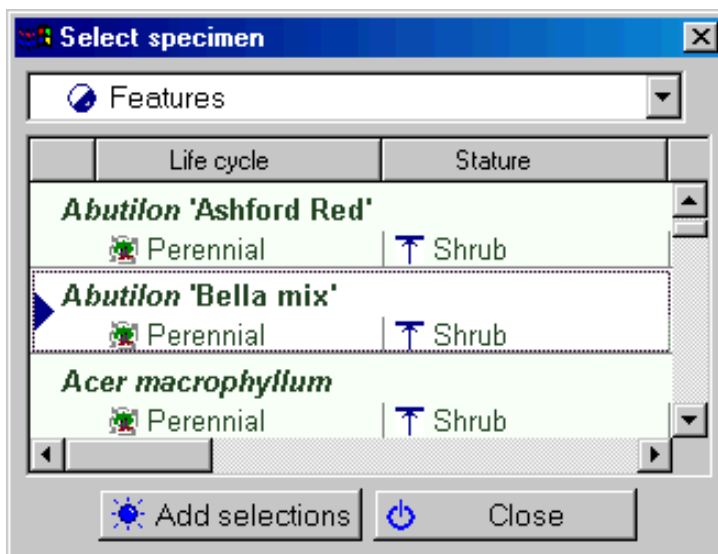 Select specimen
Features
Life cycle Stature
Abutilon 'Ashford Red'
Perennial Shrub
Abutilon 'Bella mix'
Perennial Shrub
Acer macrophyllum
Perennial Shrub
Add selections Close